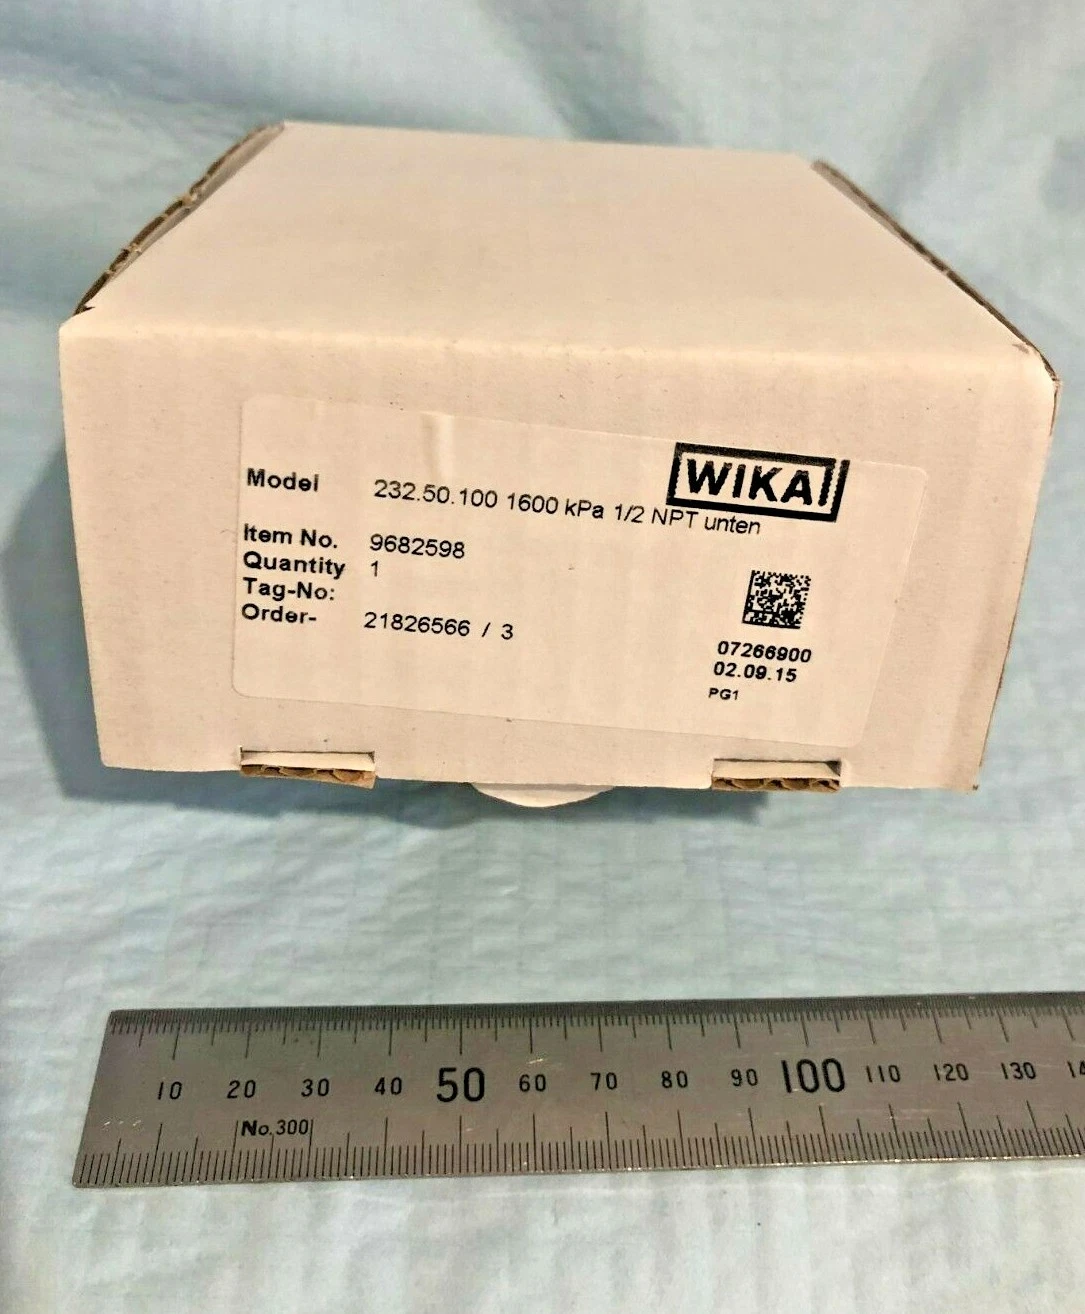 WIKA
Model 232.50.100 1600 kPa 1/2 NPT unten
Item No. 9682598
Quantity 1
Tag-No:
Order- 21826566 / 3
07266900
02.09.15
PG1
10 20 30 40 50 60 70 80 90 100 110 120 130
No.300